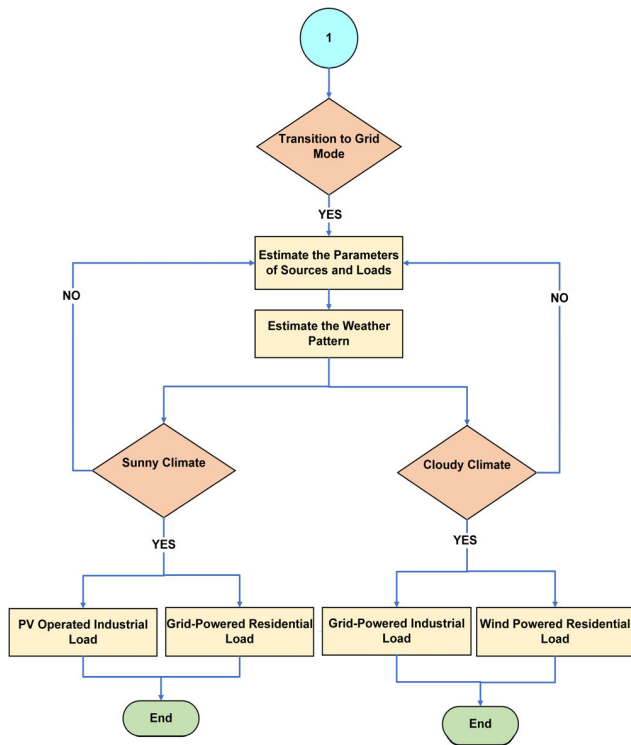 1
Transition to Grid
Mode
YES
Estimate the Parameters
of Sources and Loads
NO
NO
Estimate the Weather
Pattern
Sunny Climate
Cloudy Climate
YES
YES
PV Operated Industrial
Load
Grid-Powered Residential
Load
Grid-Powered Industrial
Load
Wind Powered Residential
Load
End
End